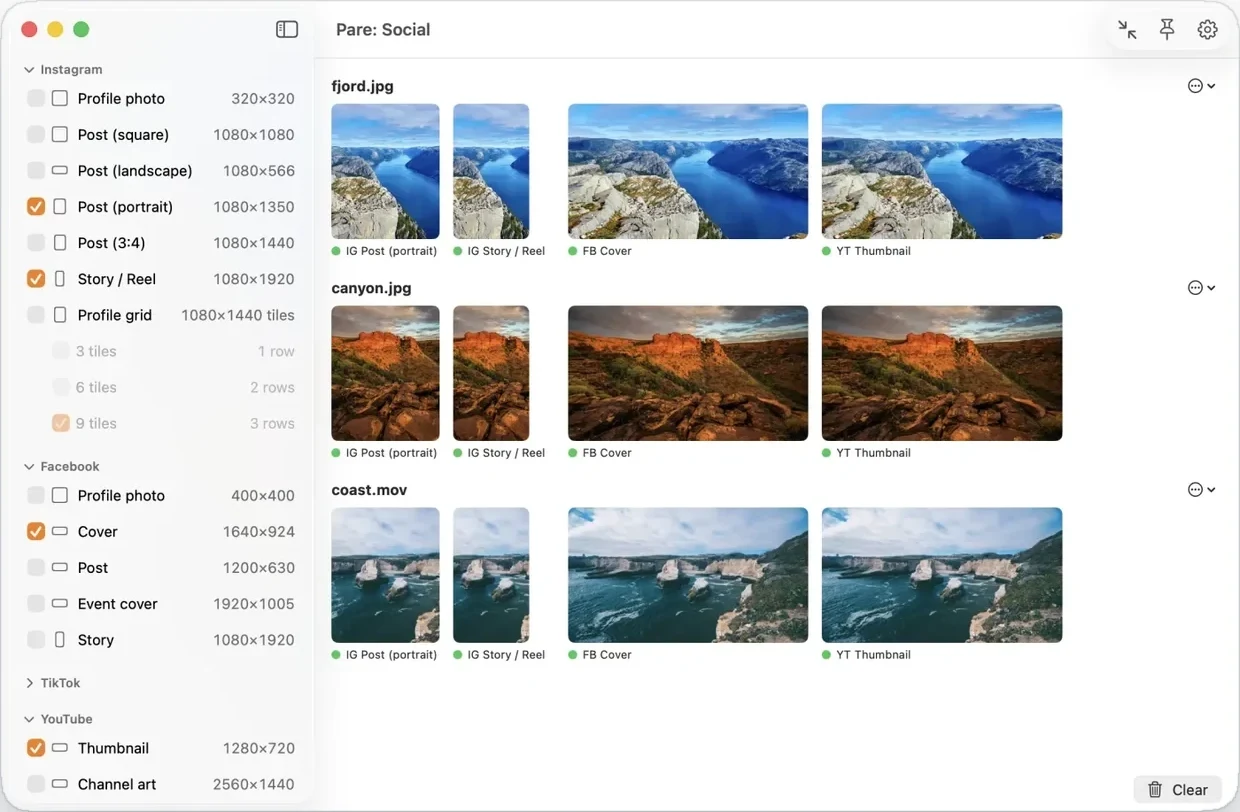 Pare: Social
Instagram
Profile photo 320×320
Post (square) 1080×1080
Post (landscape) 1080×566
Post (portrait) 1080×1350
Post (3:4) 1080×1440
Story / Reel 1080×1920
Profile grid 1080×1440 tiles
3 tiles 1 row
6 tiles 2 rows
9 tiles 3 rows
Facebook
Profile photo 400×400
Cover 1640×924
Post 1200×630
Event cover 1920×1005
Story 1080×1920
TikTok
YouTube
Thumbnail 1280×720
Channel art 2560×1440
fjord.jpg
IG Post (portrait) IG Story / Reel FB Cover YT Thumbnail
canyon.jpg
IG Post (portrait) IG Story / Reel FB Cover YT Thumbnail
coast.mov
IG Post (portrait) IG Story / Reel FB Cover YT Thumbnail
Clear